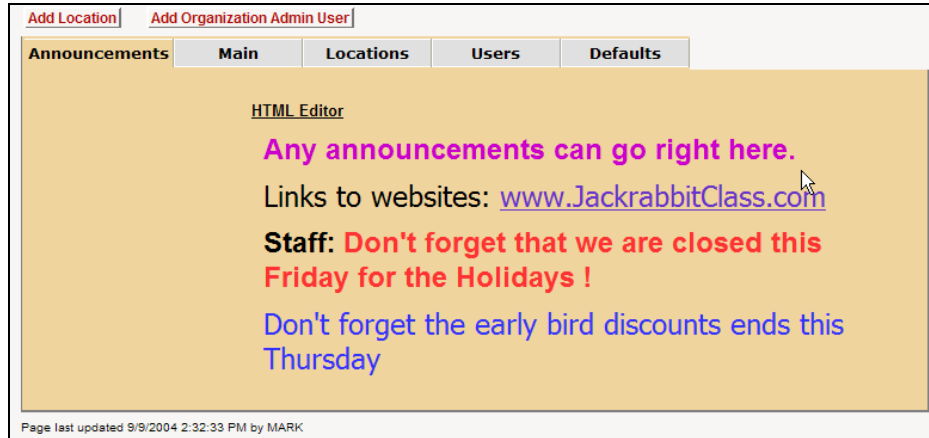 Add Location Add Organization Admin User
Announcements Main Locations Users Defaults
HTML Editor
Any announcements can go right here.
Links to websites: www.JackrabbitClass.com
Staff: Don't forget that we are closed this
Friday for the Holidays !
Don't forget the early bird discounts ends this
Thursday
Page last updated 9/9/2004 2:32:33 PM by MARK